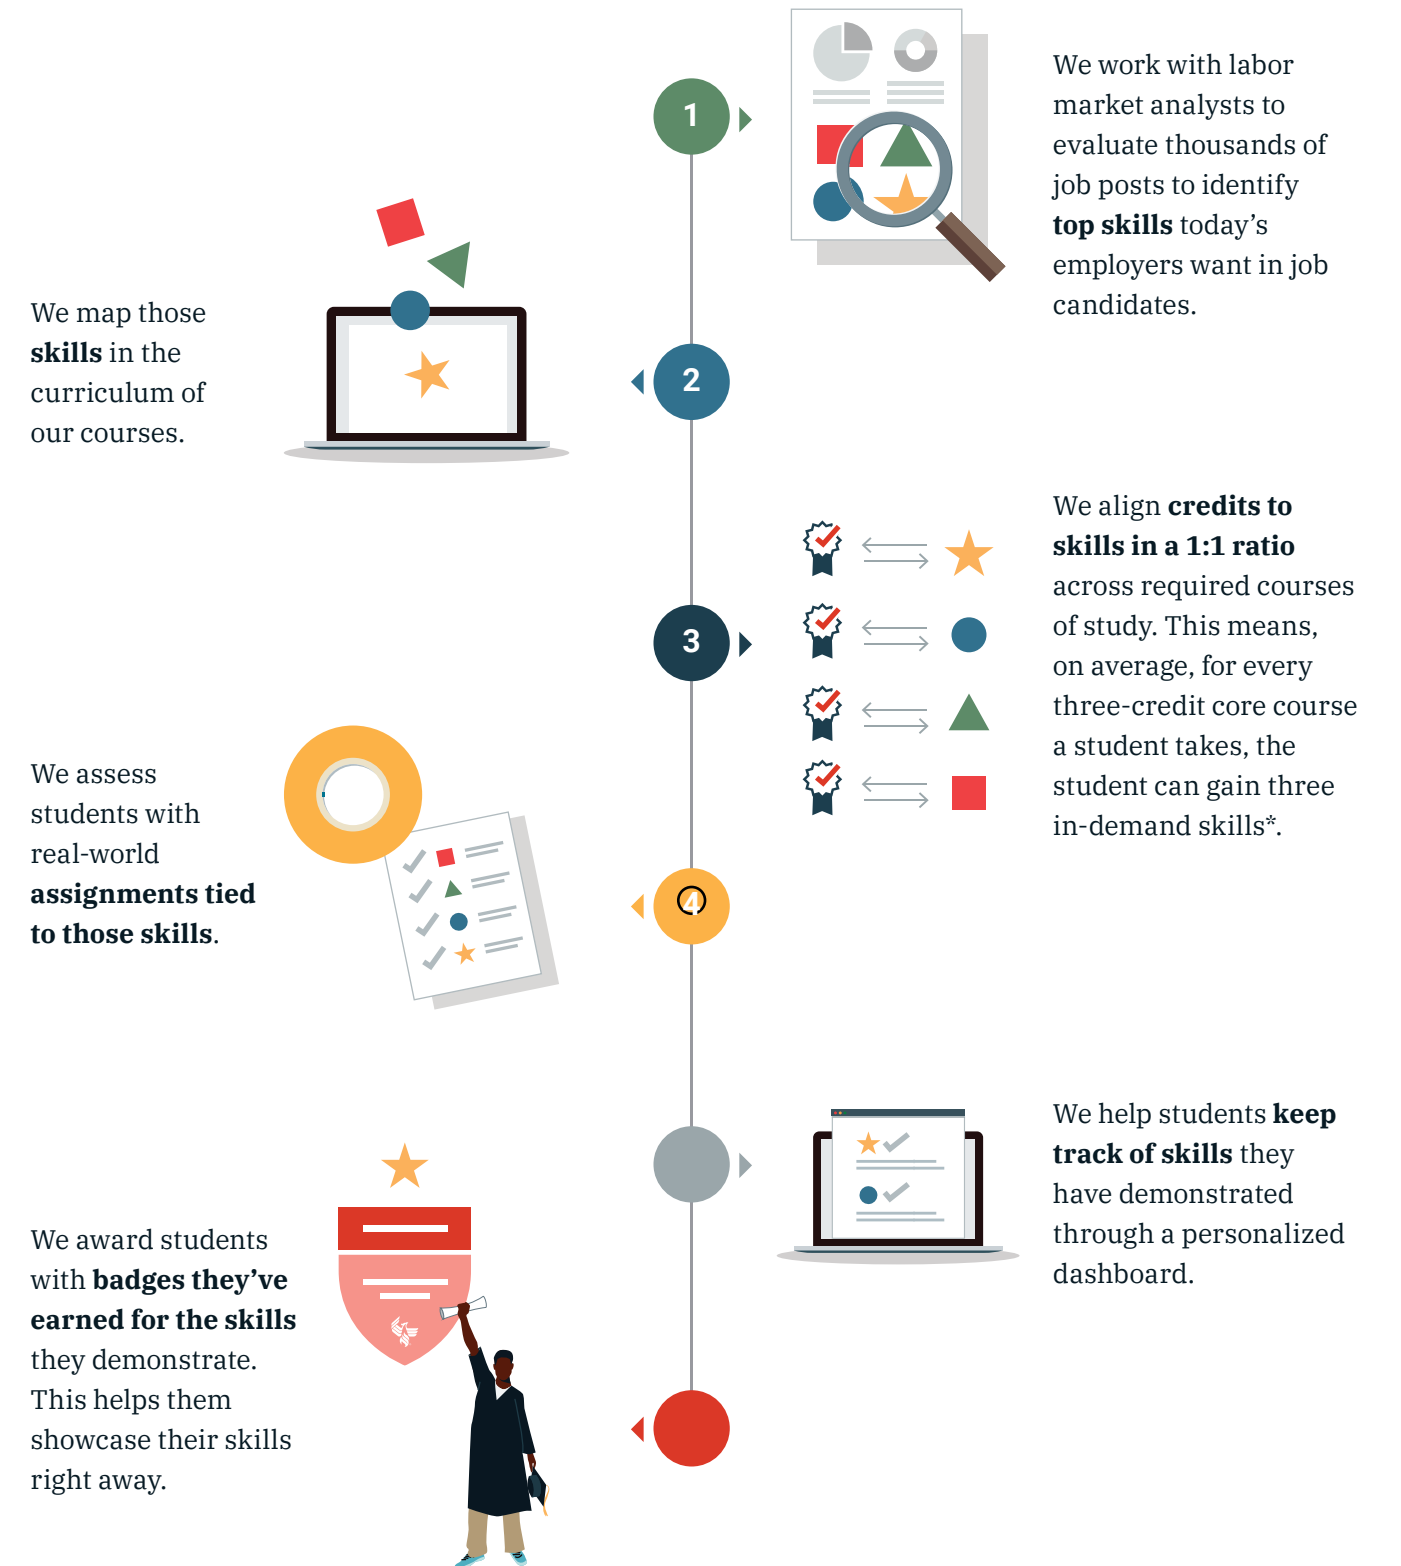 1
We work with labor
market analysts to
evaluate thousands of
job posts to identify
top skills today’s
employers want in job
candidates.
2
We map those
skills in the
curriculum of
our courses.
3
We align credits to
skills in a 1:1 ratio
across required courses
of study. This means,
on average, for every
three-credit core course
a student takes, the
student can gain three
in-demand skills*.
4
We assess
students with
real-world
assignments tied
to those skills.
We help students keep
track of skills they
have demonstrated
through a personalized
dashboard.
We award students
with badges they’ve
earned for the skills
they demonstrate.
This helps them
showcase their skills
right away.